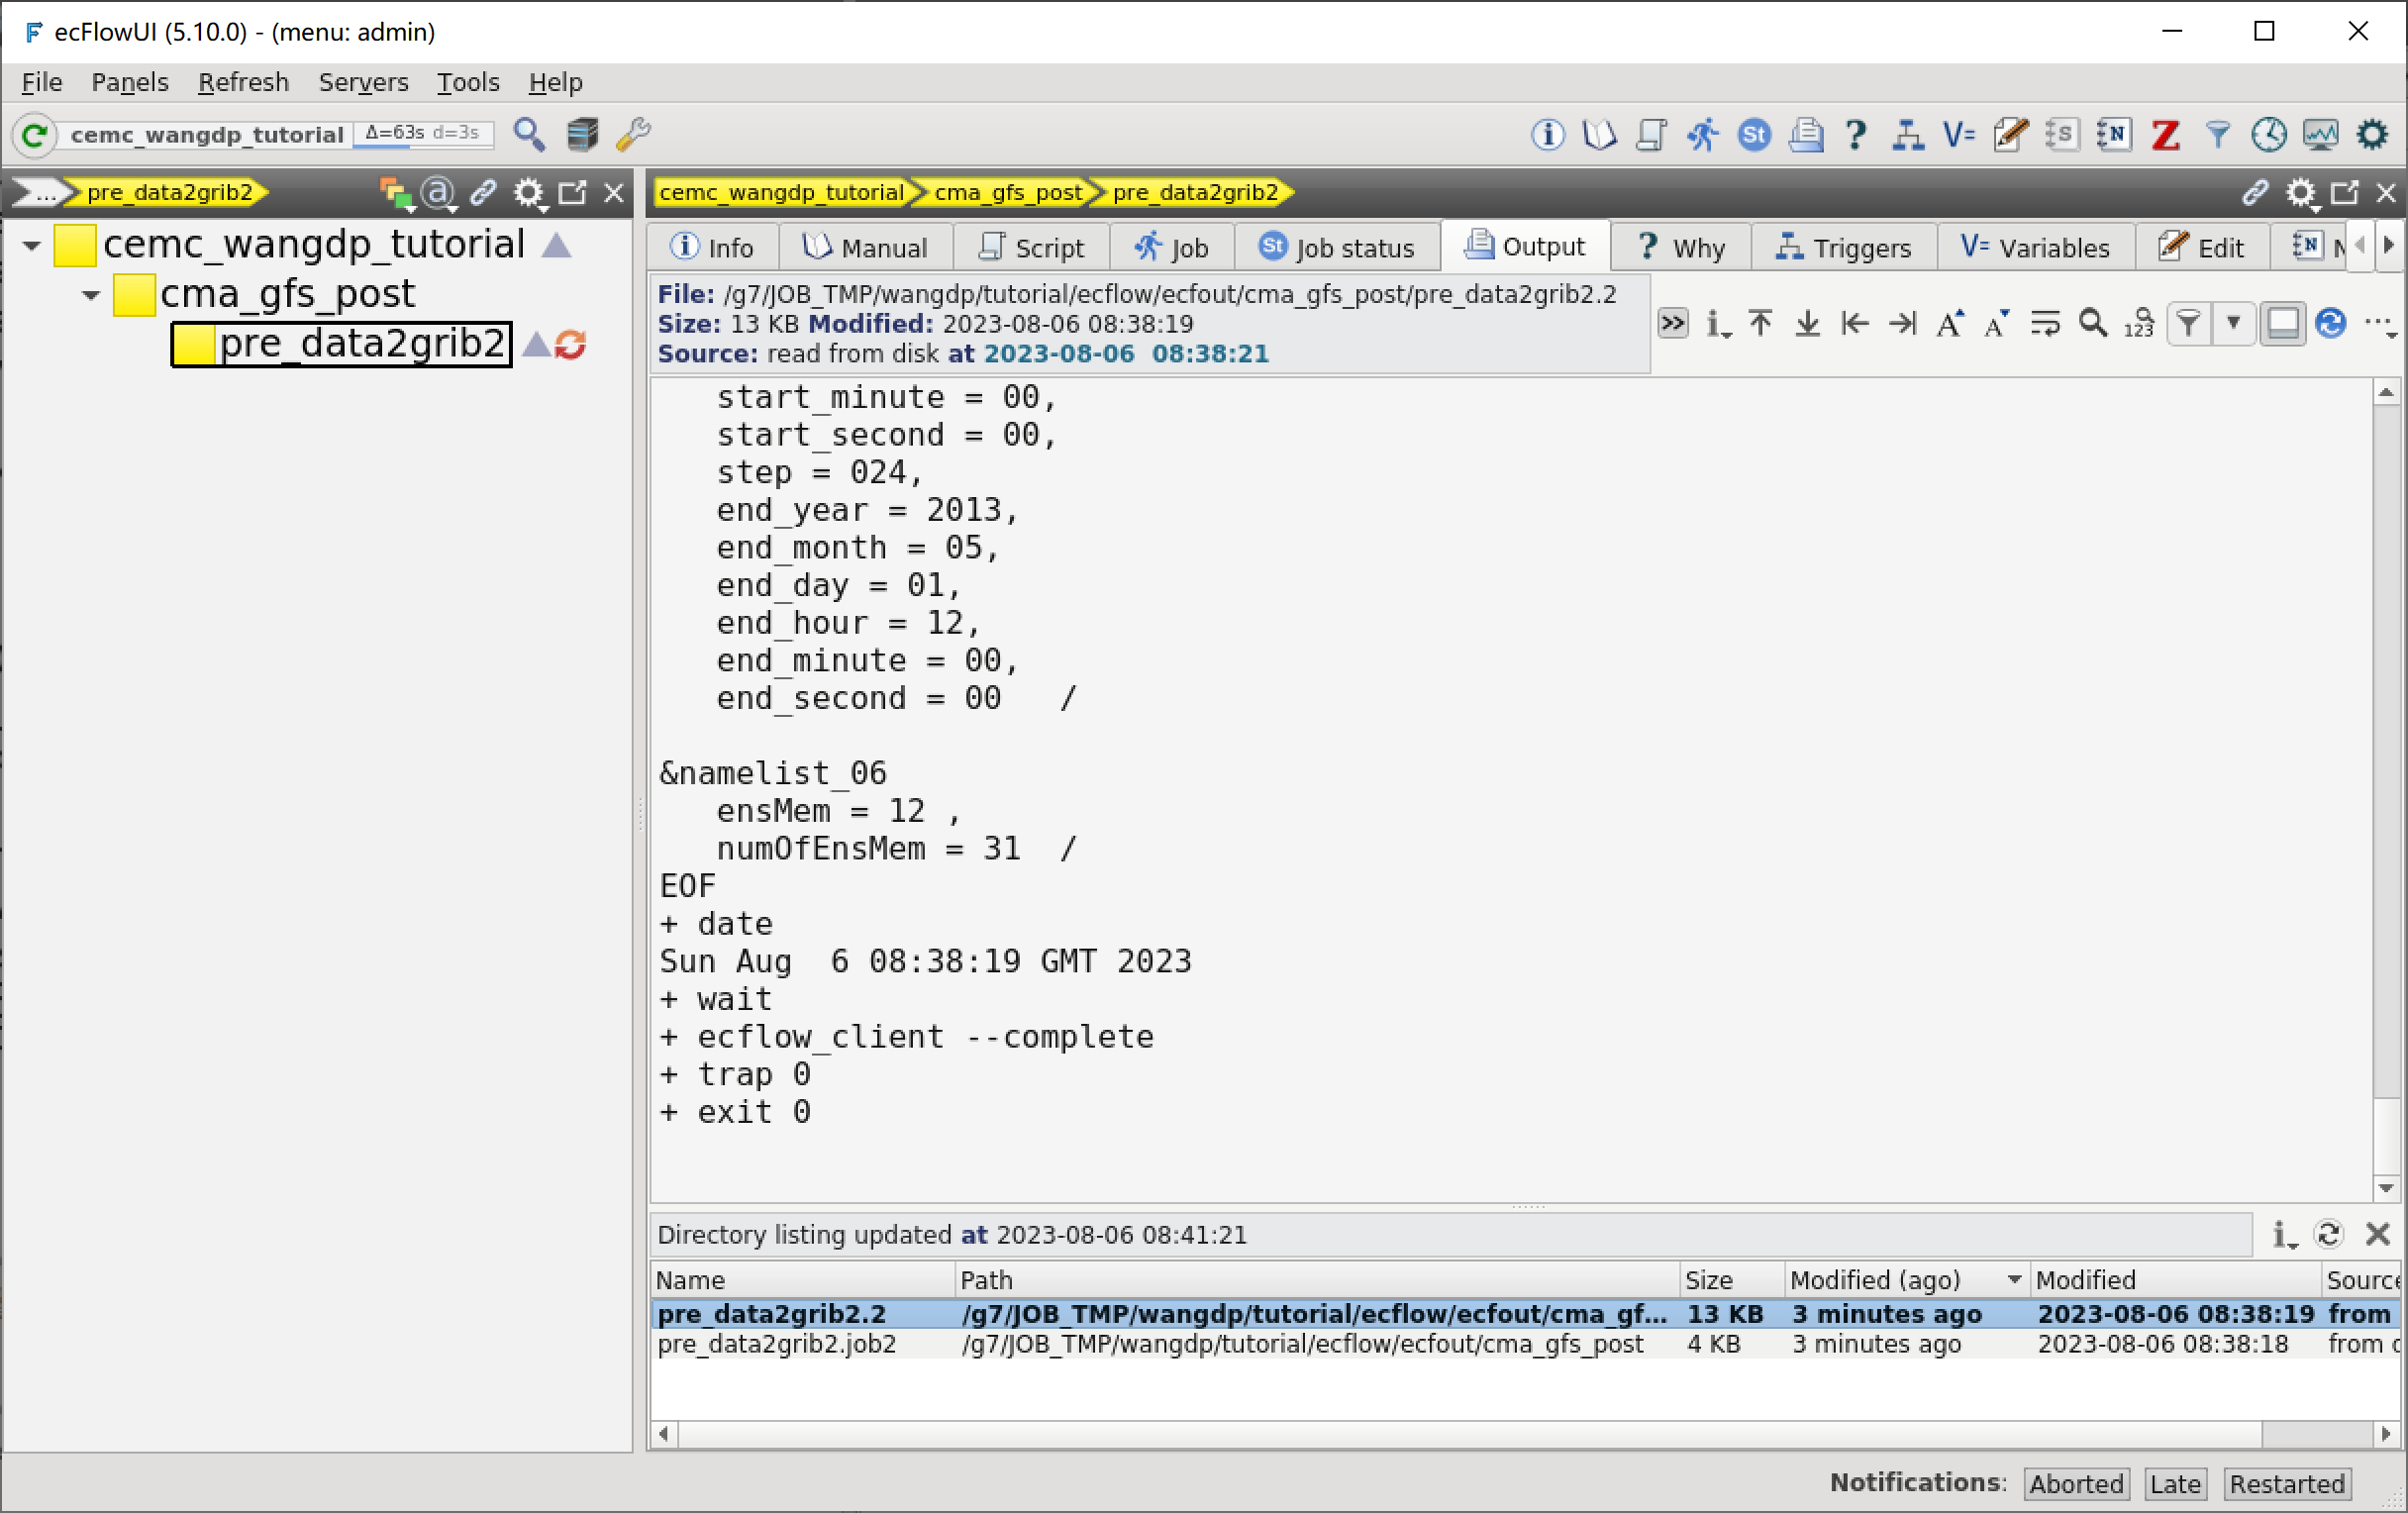 ecFlowUI (5.10.0) - (menu: admin)
File Panels Refresh Servers Tools Help
cemc_wangdp_tutorial Δ=63s d=3s
St ? V= S N Z
... pre_data2grib2 a
cemc_wangdp_tutorial cma_gfs_post pre_data2grib2
cemc_wangdp_tutorial
cma_gfs_post
pre_data2grib2
Info Manual Script Job St Job status Output ? Why Triggers V= Variables Edit N
File: /g7/JOB_TMP/wangdp/tutorial/ecflow/ecfout/cma_gfs_post/pre_data2grib2.2
Size: 13 KB Modified: 2023-08-06 08:38:19
Source: read from disk at 2023-08-06 08:38:21
>> i A A 123 ...
start_minute = 00,
start_second = 00,
step = 024,
end_year = 2013,
end_month = 05,
end_day = 01,
end_hour = 12,
end_minute = 00,
end_second = 00 /
&namelist_06
ensMem = 12 ,
numOfEnsMem = 31 /
EOF
+ date
Sun Aug  6 08:38:19 GMT 2023
+ wait
+ ecflow_client --complete
+ trap 0
+ exit 0
Directory listing updated at 2023-08-06 08:41:21
Name Path Size Modified (ago) Modified Source
pre_data2grib2.2 /g7/JOB_TMP/wangdp/tutorial/ecflow/ecfout/cma_gf... 13 KB 3 minutes ago 2023-08-06 08:38:19 from
pre_data2grib2.job2 /g7/JOB_TMP/wangdp/tutorial/ecflow/ecfout/cma_gfs_post 4 KB 3 minutes ago 2023-08-06 08:38:18 from
Notifications: Aborted Late Restarted